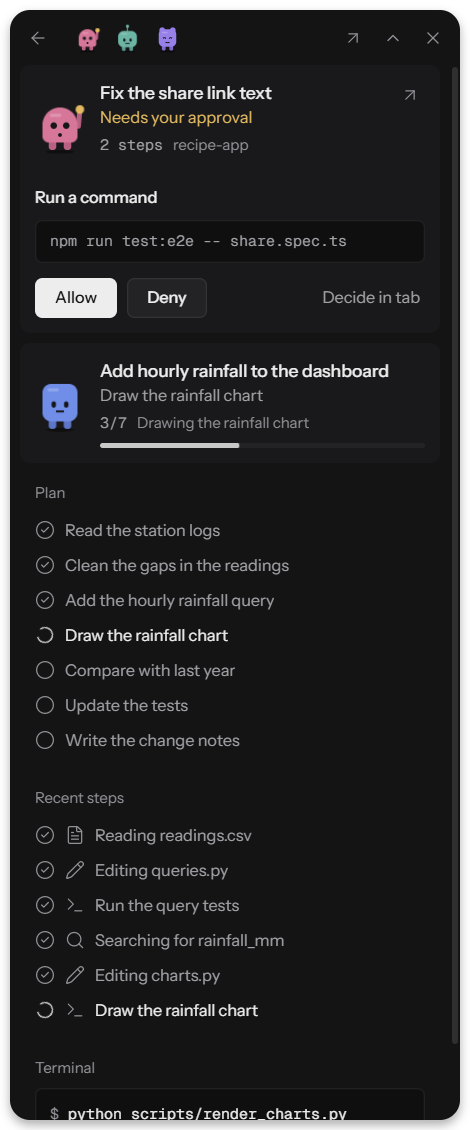 Fix the share link text
Needs your approval
2 steps recipe-app
Run a command
npm run test:e2e -- share.spec.ts
Allow Deny Decide in tab
Add hourly rainfall to the dashboard
Draw the rainfall chart
3/7 Drawing the rainfall chart
Plan
Read the station logs
Clean the gaps in the readings
Add the hourly rainfall query
Draw the rainfall chart
Compare with last year
Update the tests
Write the change notes
Recent steps
Reading readings.csv
Editing queries.py
Run the query tests
Searching for rainfall_mm
Editing charts.py
Draw the rainfall chart
Terminal
$ python scripts/render_charts.py